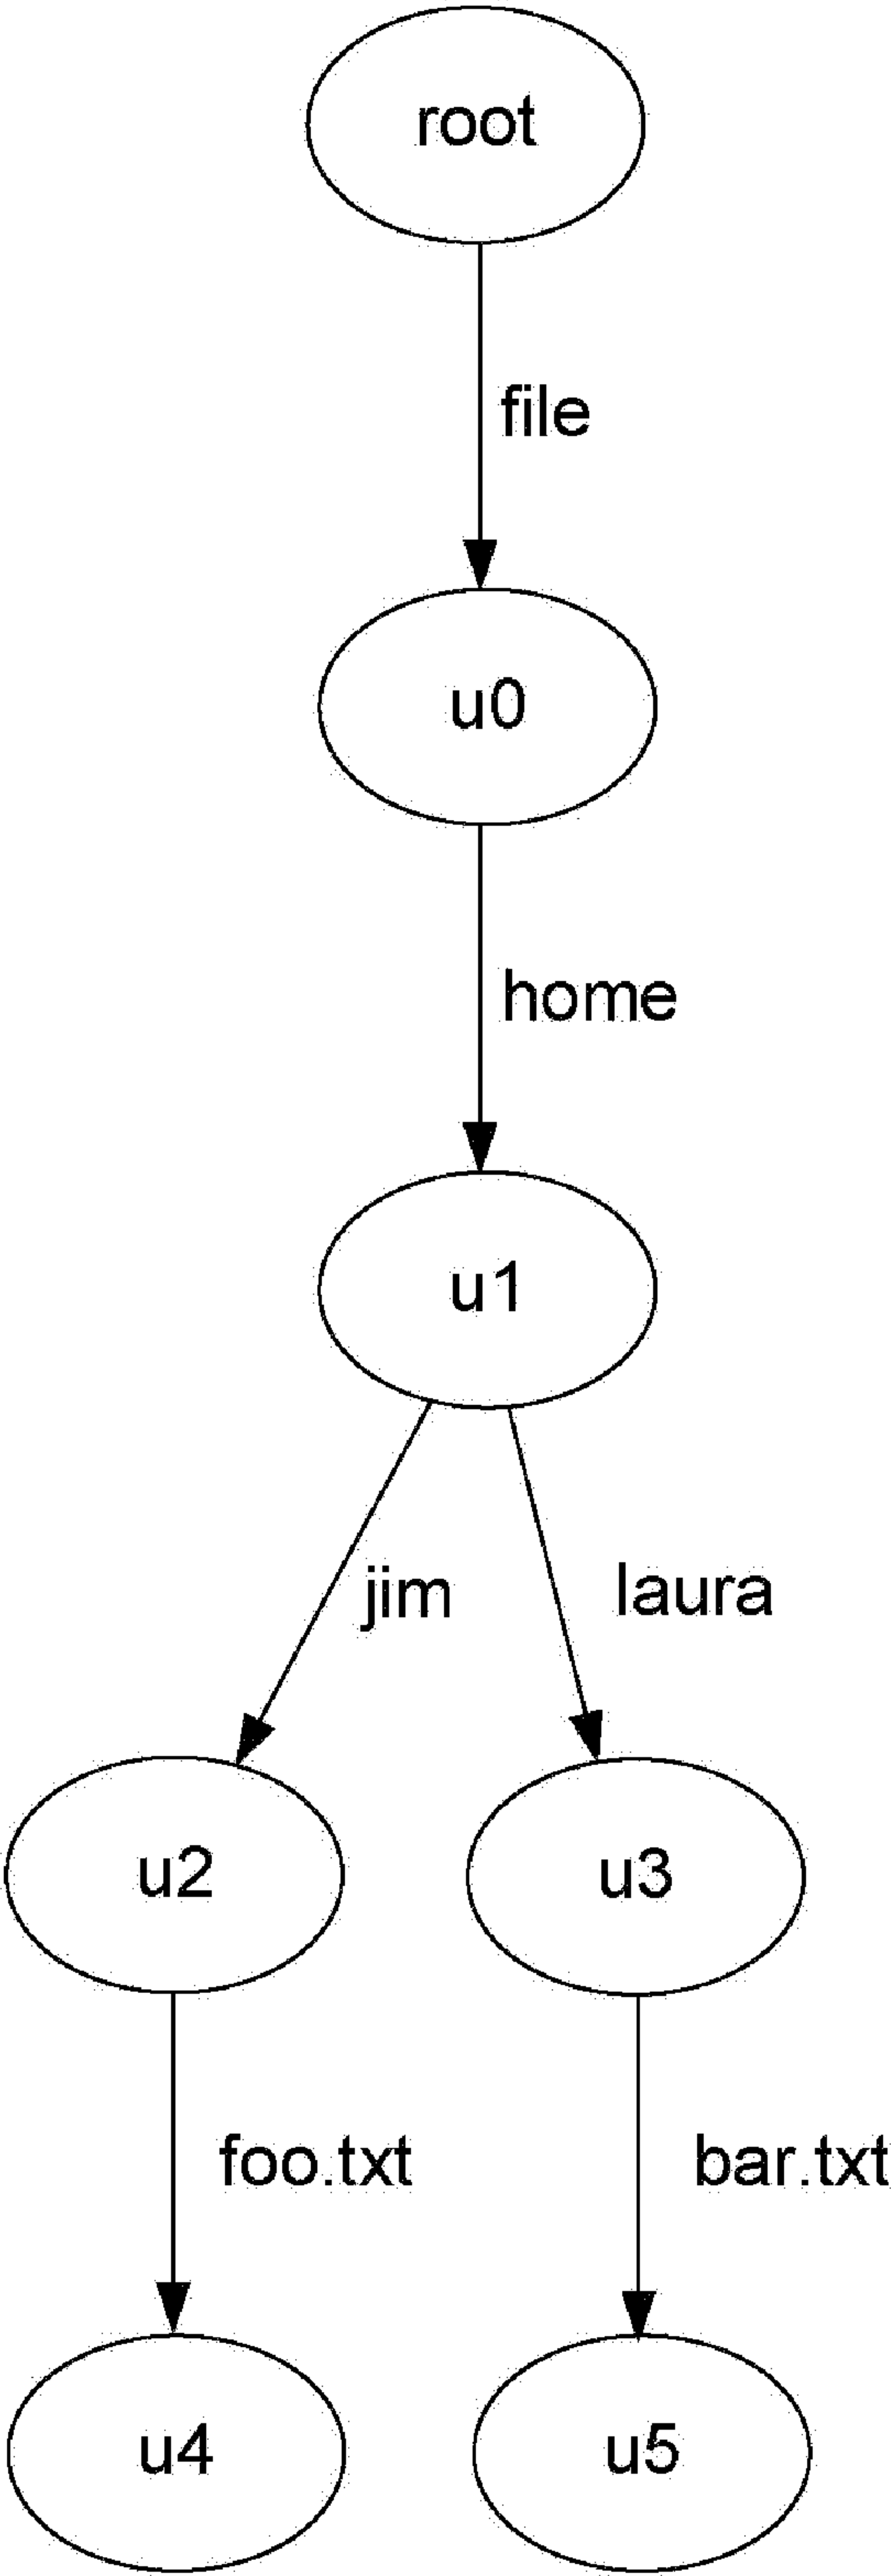 root
file
u0
home
u1
jim
laura
u2
u3
foo.txt
bar.txt
u4
u5